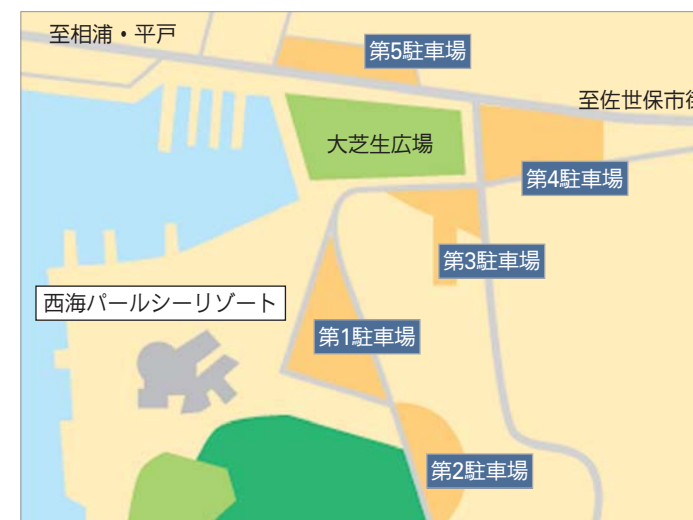 至相浦・平戸
第5駐車場
至佐世保市
大芝生広場
第4駐車場
第3駐車場
西海パールシーリゾート
第1駐車場
第2駐車場